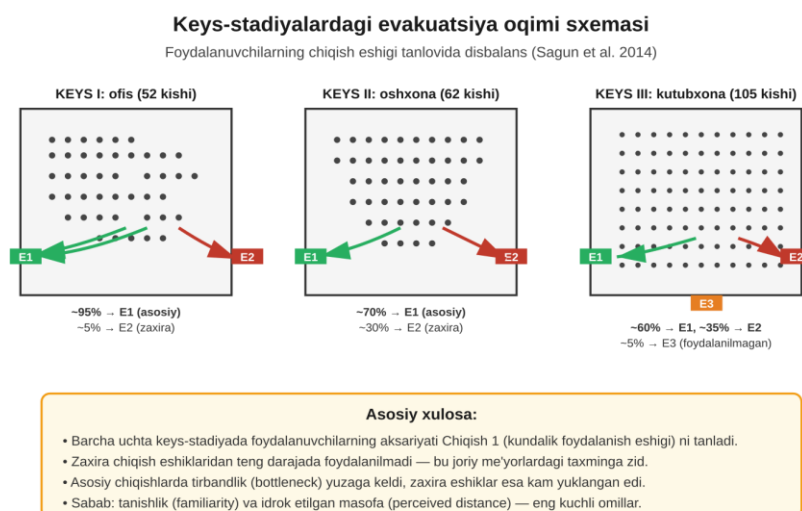 Keys-stadiyalardagi evakuatsiya oqimi sxemasi
Foydalanuvchilarning chiqish eshigi tanlovida disbalans (Sagun et al. 2014)
KEYS I: ofis (52 kishi)
KEYS II: oshxona (62 kishi)
KEYS III: kutubxona (105 kishi)
E1
E2
E1
E2
E1
E2
E3
~95% → E1 (asosiy)
~5% → E2 (zaxira)
~70% → E1 (asosiy)
~30% → E2 (zaxira)
~60% → E1, ~35% → E2
~5% → E3 (foydalanilmagan)
Asosiy xulosa:
• Barcha uchta keys-stadiyada foydalanuvchilarning aksariyati Chiqish 1 (kundalik foydalanish eshigi) ni tanladi.
• Zaxira chiqish eshiklaridan teng darajada foydalanilmadi — bu joriy me'yorlardagi taxminga zid.
• Asosiy chiqishlarda tirbandlik (bottleneck) yuzaga keldi, zaxira eshiklar esa kam yuklangan edi.
• Sabab: tanishlik (familiarity) va idrok etilgan masofa (perceived distance) — eng kuchli omillar.